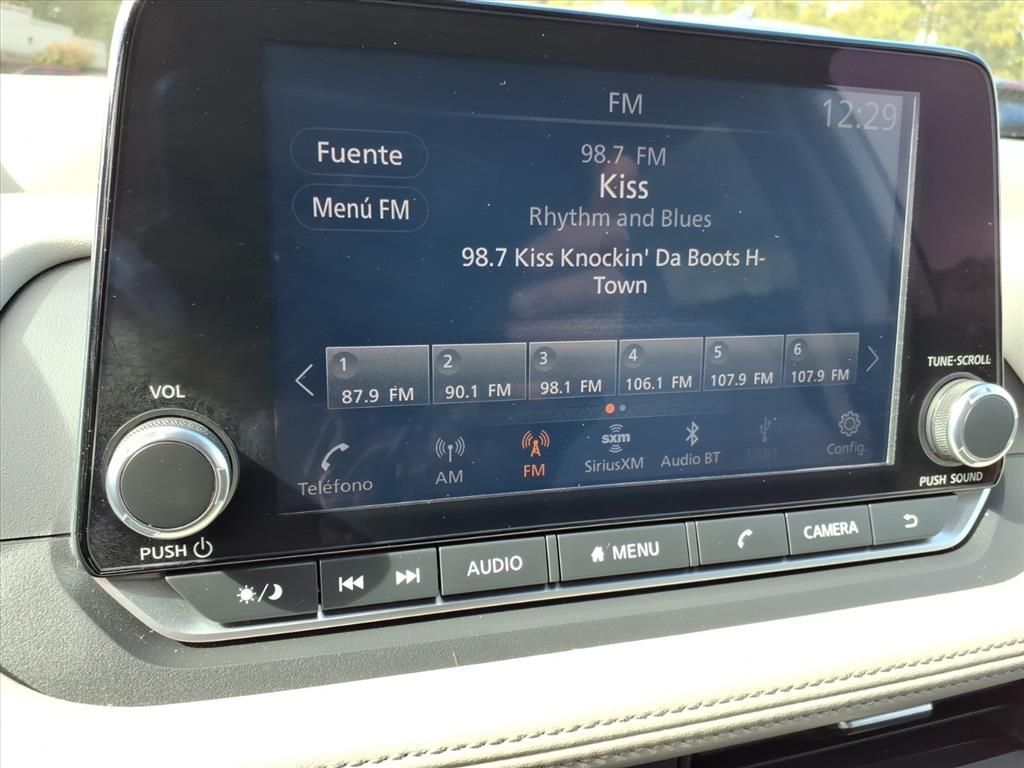 FM
12:29
Fuente
98.7 FM
Kiss
Menú FM
Rhythm and Blues
98.7 Kiss Knockin' Da Boots H-
Town
1 2 3 4 5 6
87.9 FM 90.1 FM 98.1 FM 106.1 FM 107.9 FM 107.9 FM
VOL
TUNE·SCROLL
Teléfono AM FM sxm SiriusXM Audio BT Config.
PUSH
PUSH SOUND
AUDIO MENU CAMERA